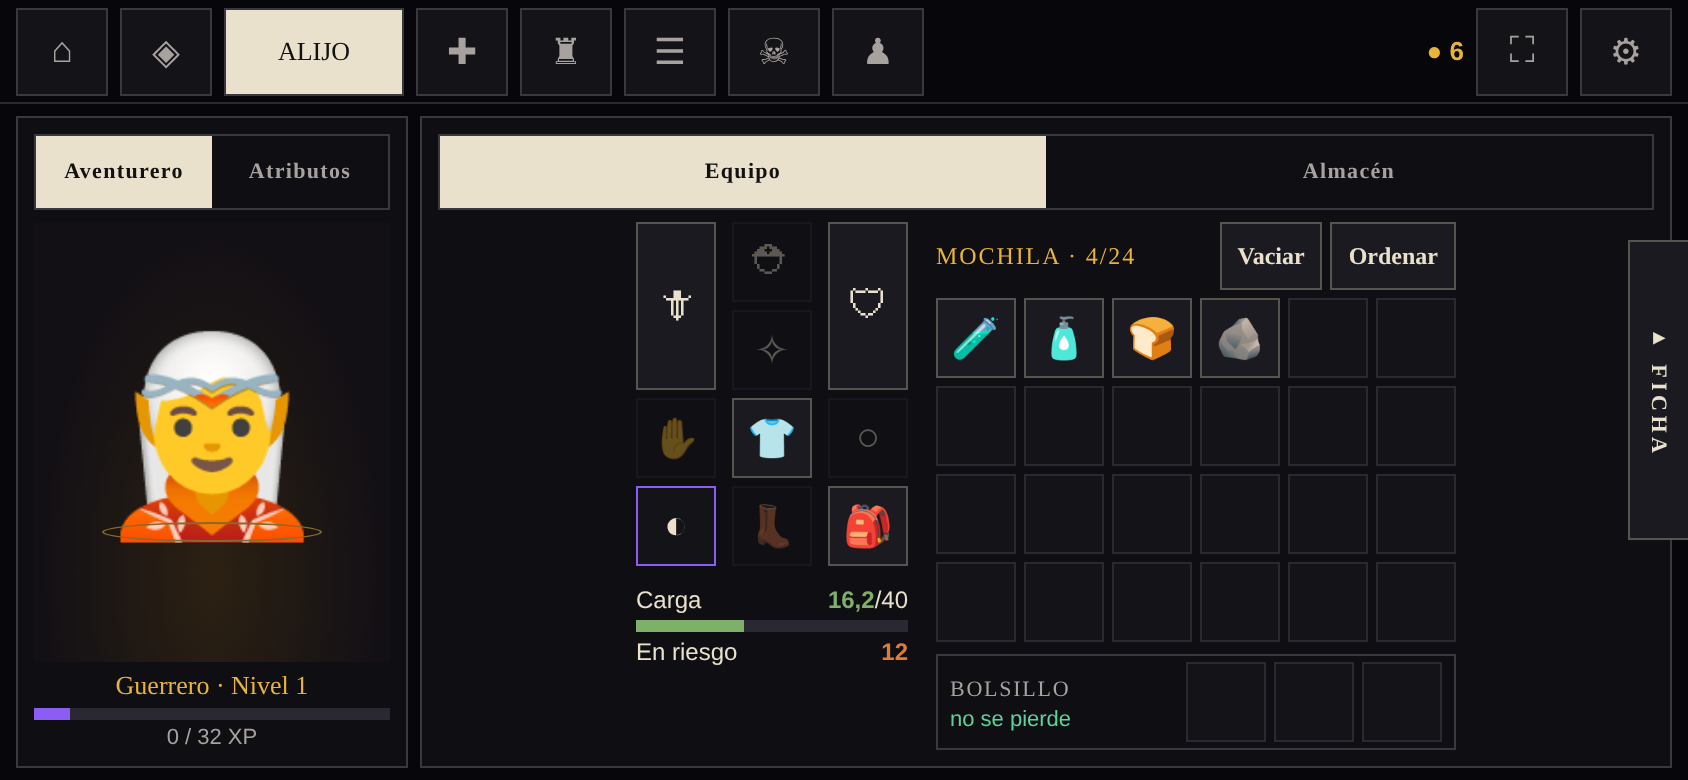 ALIJO
6
Aventurero
Atributos
Equipo
Almacén
MOCHILA · 4/24
Vaciar
Ordenar
FICHA
Carga
16,2/40
En riesgo
12
Guerrero · Nivel 1
0 / 32 XP
BOLSILLO
no se pierde